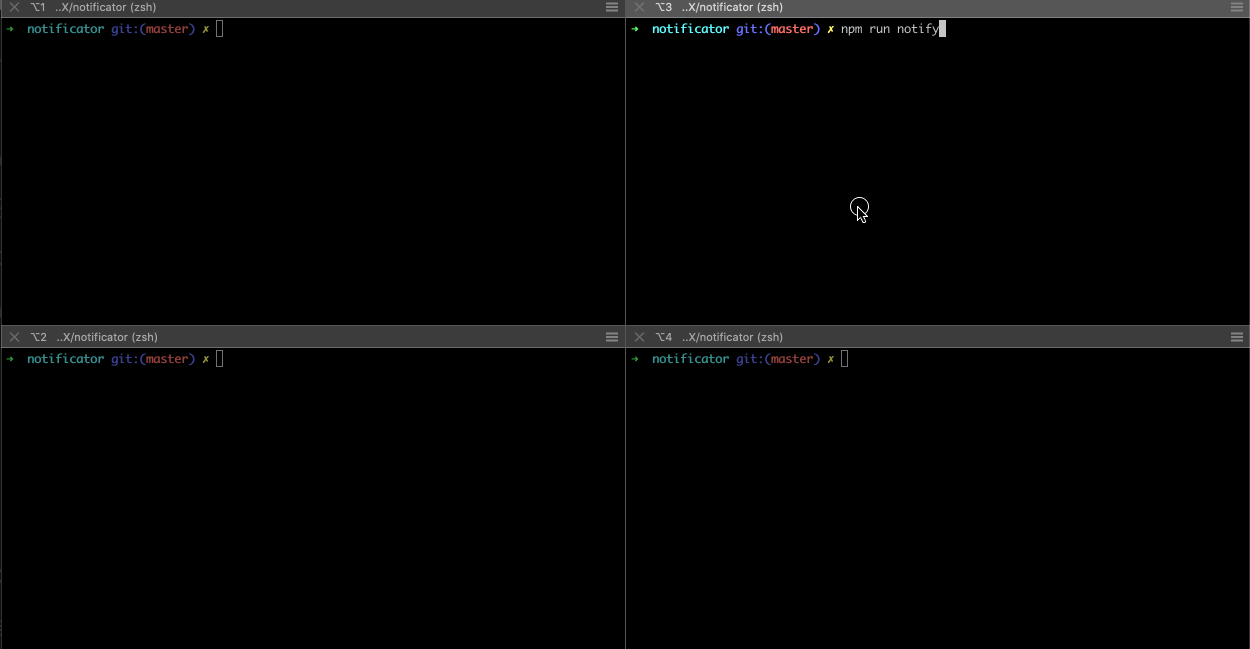 ⌥1 ..X/notificator (zsh)
➜ notificator git:(master) ✗
⌥3 ..X/notificator (zsh)
➜ notificator git:(master) ✗ npm run notify
⌥2 ..X/notificator (zsh)
➜ notificator git:(master) ✗
⌥4 ..X/notificator (zsh)
➜ notificator git:(master) ✗